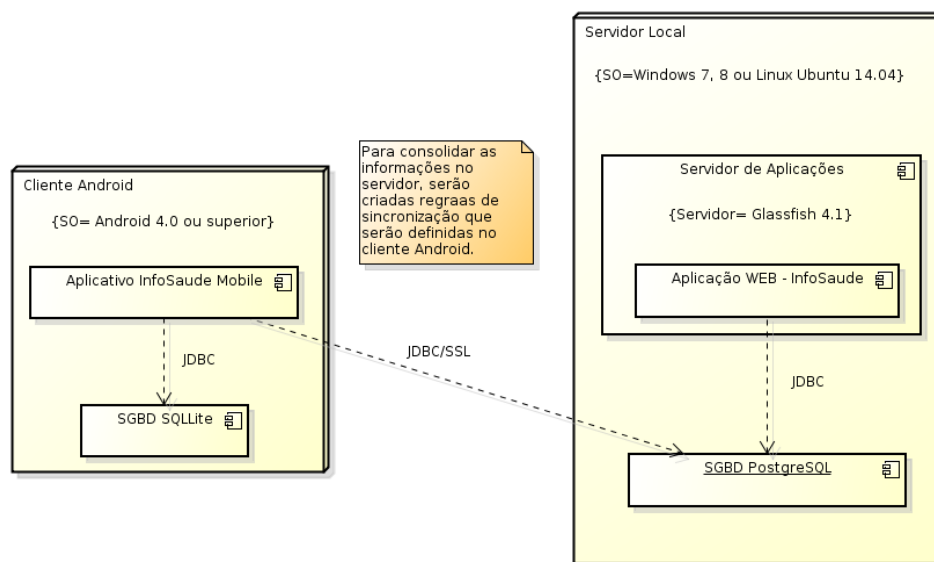 Servidor Local
{SO=Windows 7, 8 ou Linux Ubuntu 14.04}
Para consolidar as
informações no
servidor, serão
criadas regraas de
sincronização que
serão definidas no
cliente Android.
Cliente Android
{SO= Android 4.0 ou superior}
Aplicativo InfoSaude Mobile
JDBC
SGBD SQLLite
JDBC/SSL
Servidor de Aplicações
{Servidor= Glassfish 4.1}
Aplicação WEB - InfoSaude
JDBC
SGBD PostgreSQL